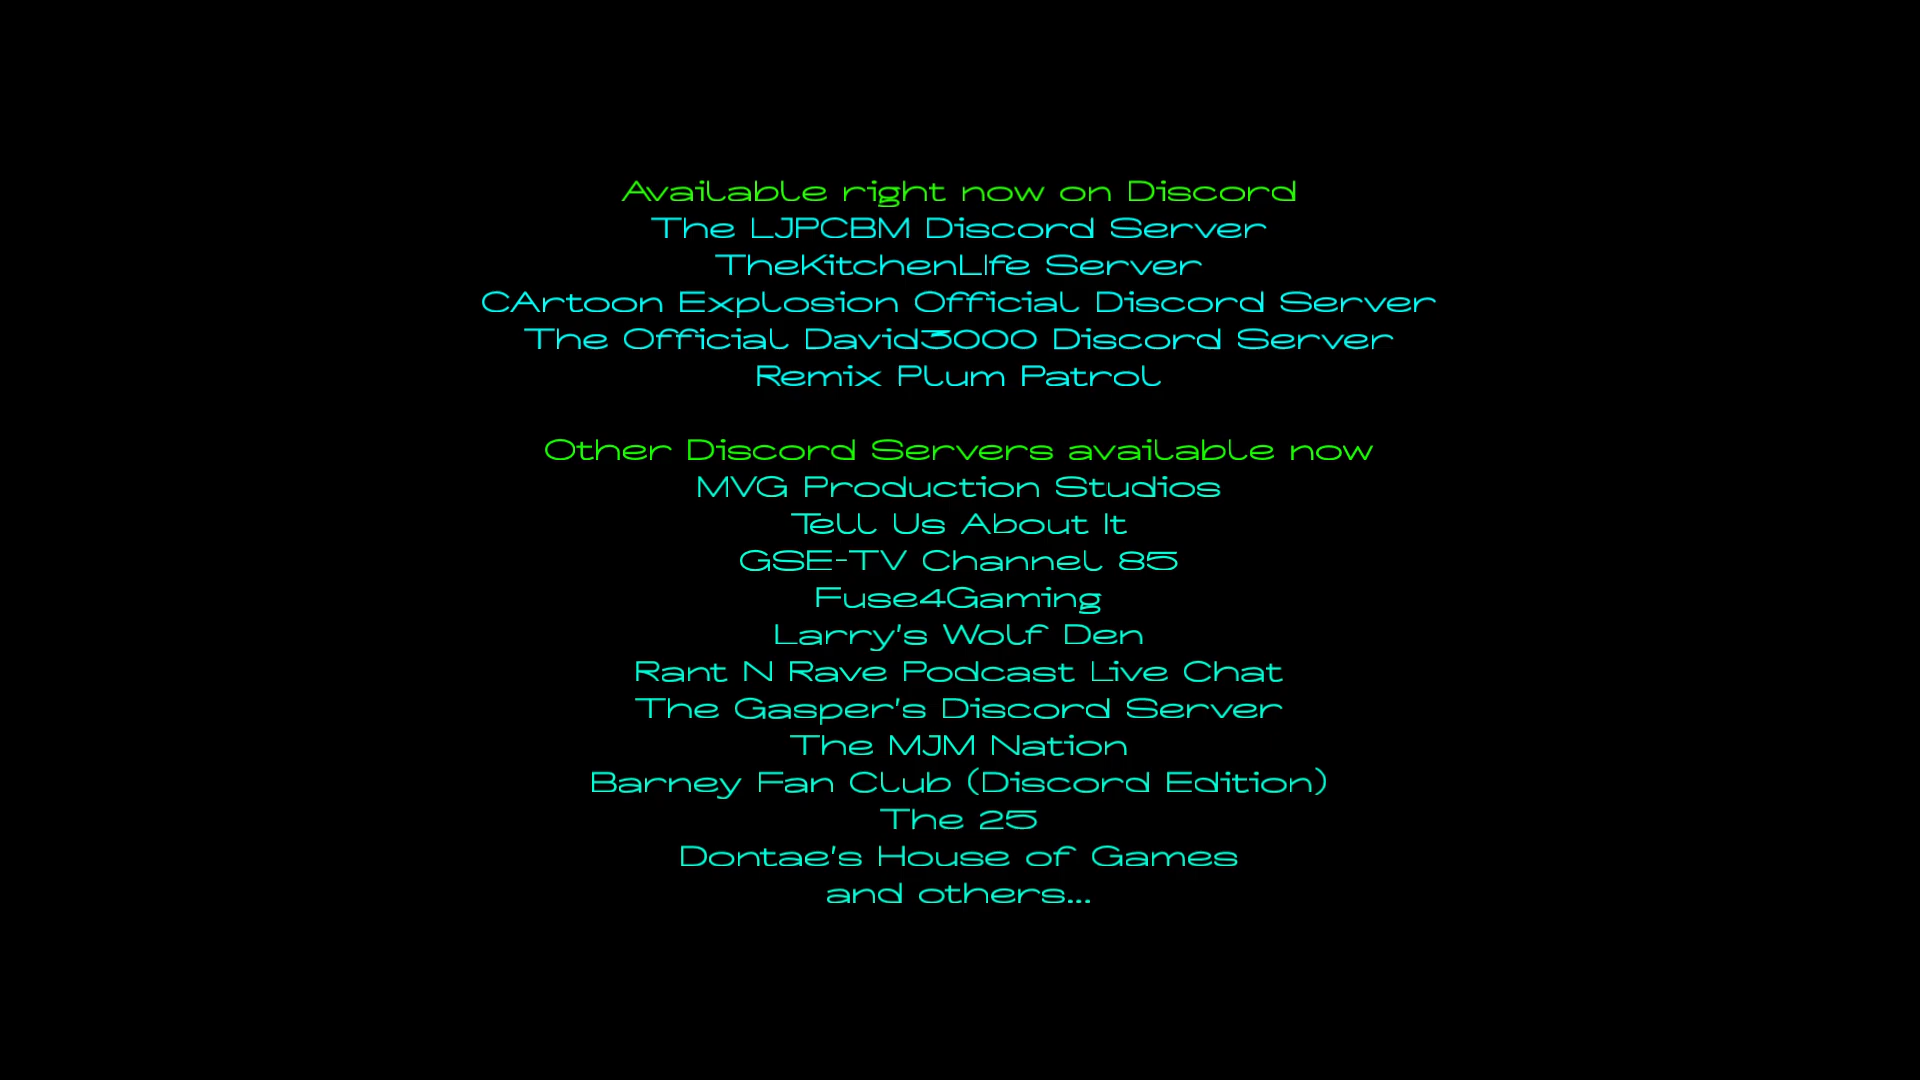 Available right now on Discord
The LJPCBM Discord Server
TheKitchenLIfe Server
CArtoon Explosion Official Discord Server
The Official David3000 Discord Server
Remix Plum Patrol
Other Discord Servers available now
MVG Production Studios
Tell Us About It
GSE-TV Channel 85
Fuse4Gaming
Larry's Wolf Den
Rant N Rave Podcast Live Chat
The Gasper's Discord Server
The MJM Nation
Barney Fan Club (Discord Edition)
The 25
Dontae's House of Games
and others...